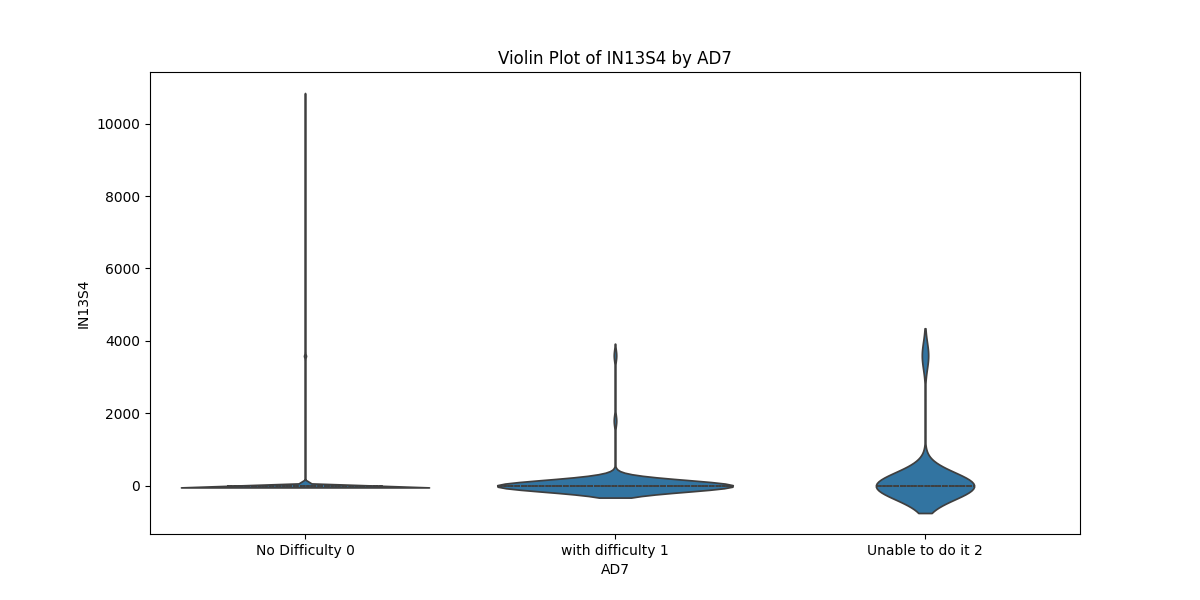 Violin Plot of IN13S4 by AD7
10000
8000
6000
4000
2000
0
IN13S4
No Difficulty 0
with difficulty 1
Unable to do it 2
AD7